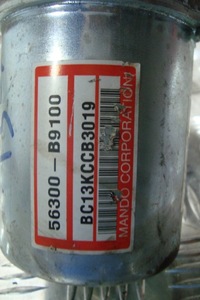 56300 - B9100
BC13KCCB3019
MANDO CORPORATION